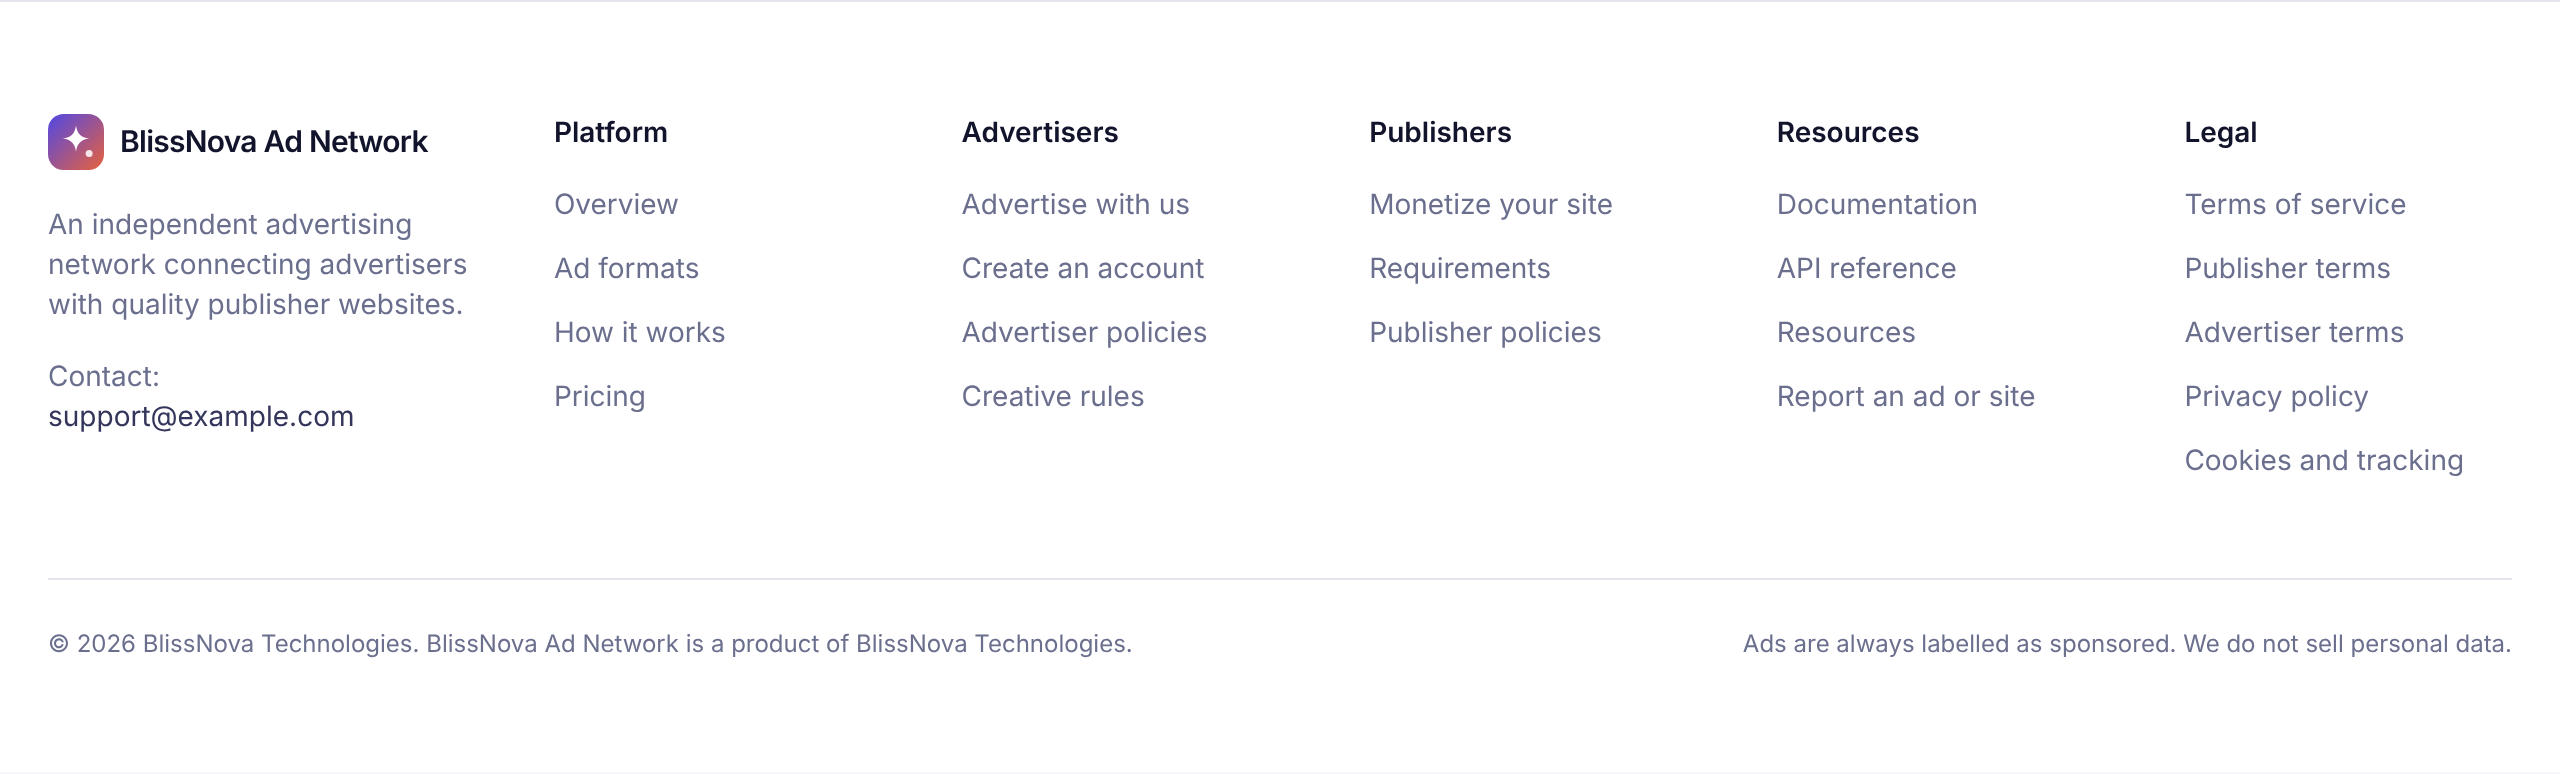 BlissNova Ad Network
An independent advertising
network connecting advertisers
with quality publisher websites.
Contact:
support@example.com
Platform
Overview
Ad formats
How it works
Pricing
Advertisers
Advertise with us
Create an account
Advertiser policies
Creative rules
Publishers
Monetize your site
Requirements
Publisher policies
Resources
Documentation
API reference
Resources
Report an ad or site
Legal
Terms of service
Publisher terms
Advertiser terms
Privacy policy
Cookies and tracking
© 2026 BlissNova Technologies. BlissNova Ad Network is a product of BlissNova Technologies.
Ads are always labelled as sponsored. We do not sell personal data.